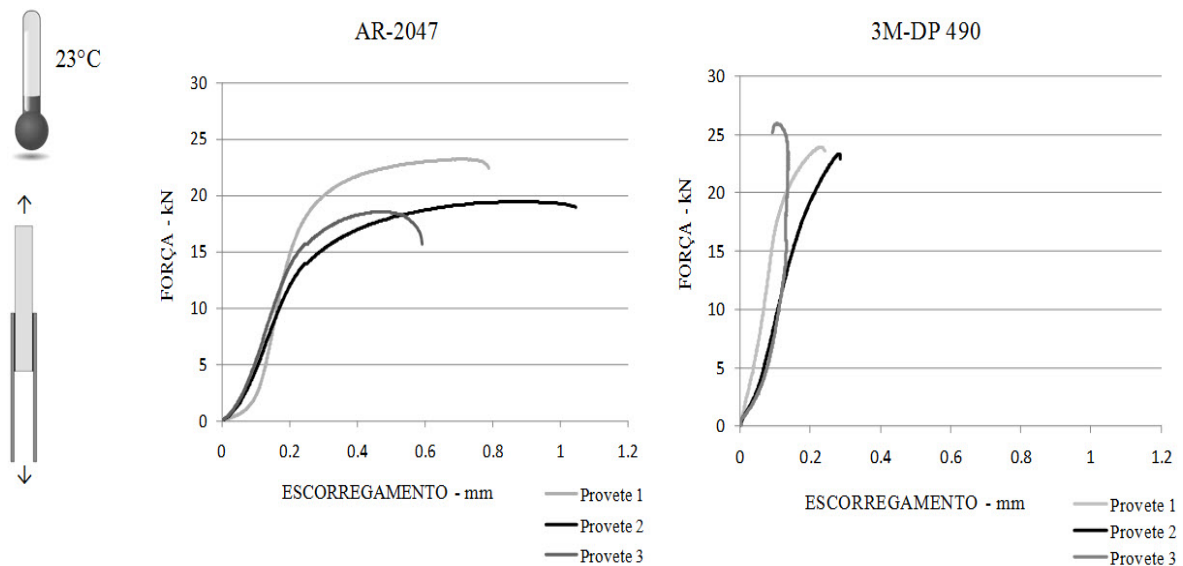 23°C
AR-2047
FORÇA - kN
30
25
20
15
10
5
0
0
0.2
0.4
0.6
0.8
1
1.2
ESCORREGAMENTO - mm
Provete 1
Provete 2
Provete 3
3M-DP 490
FORÇA - kN
30
25
20
15
10
5
0
0
0.2
0.4
0.6
0.8
1
1.2
ESCORREGAMENTO - mm
Provete 1
Provete 2
Provete 3